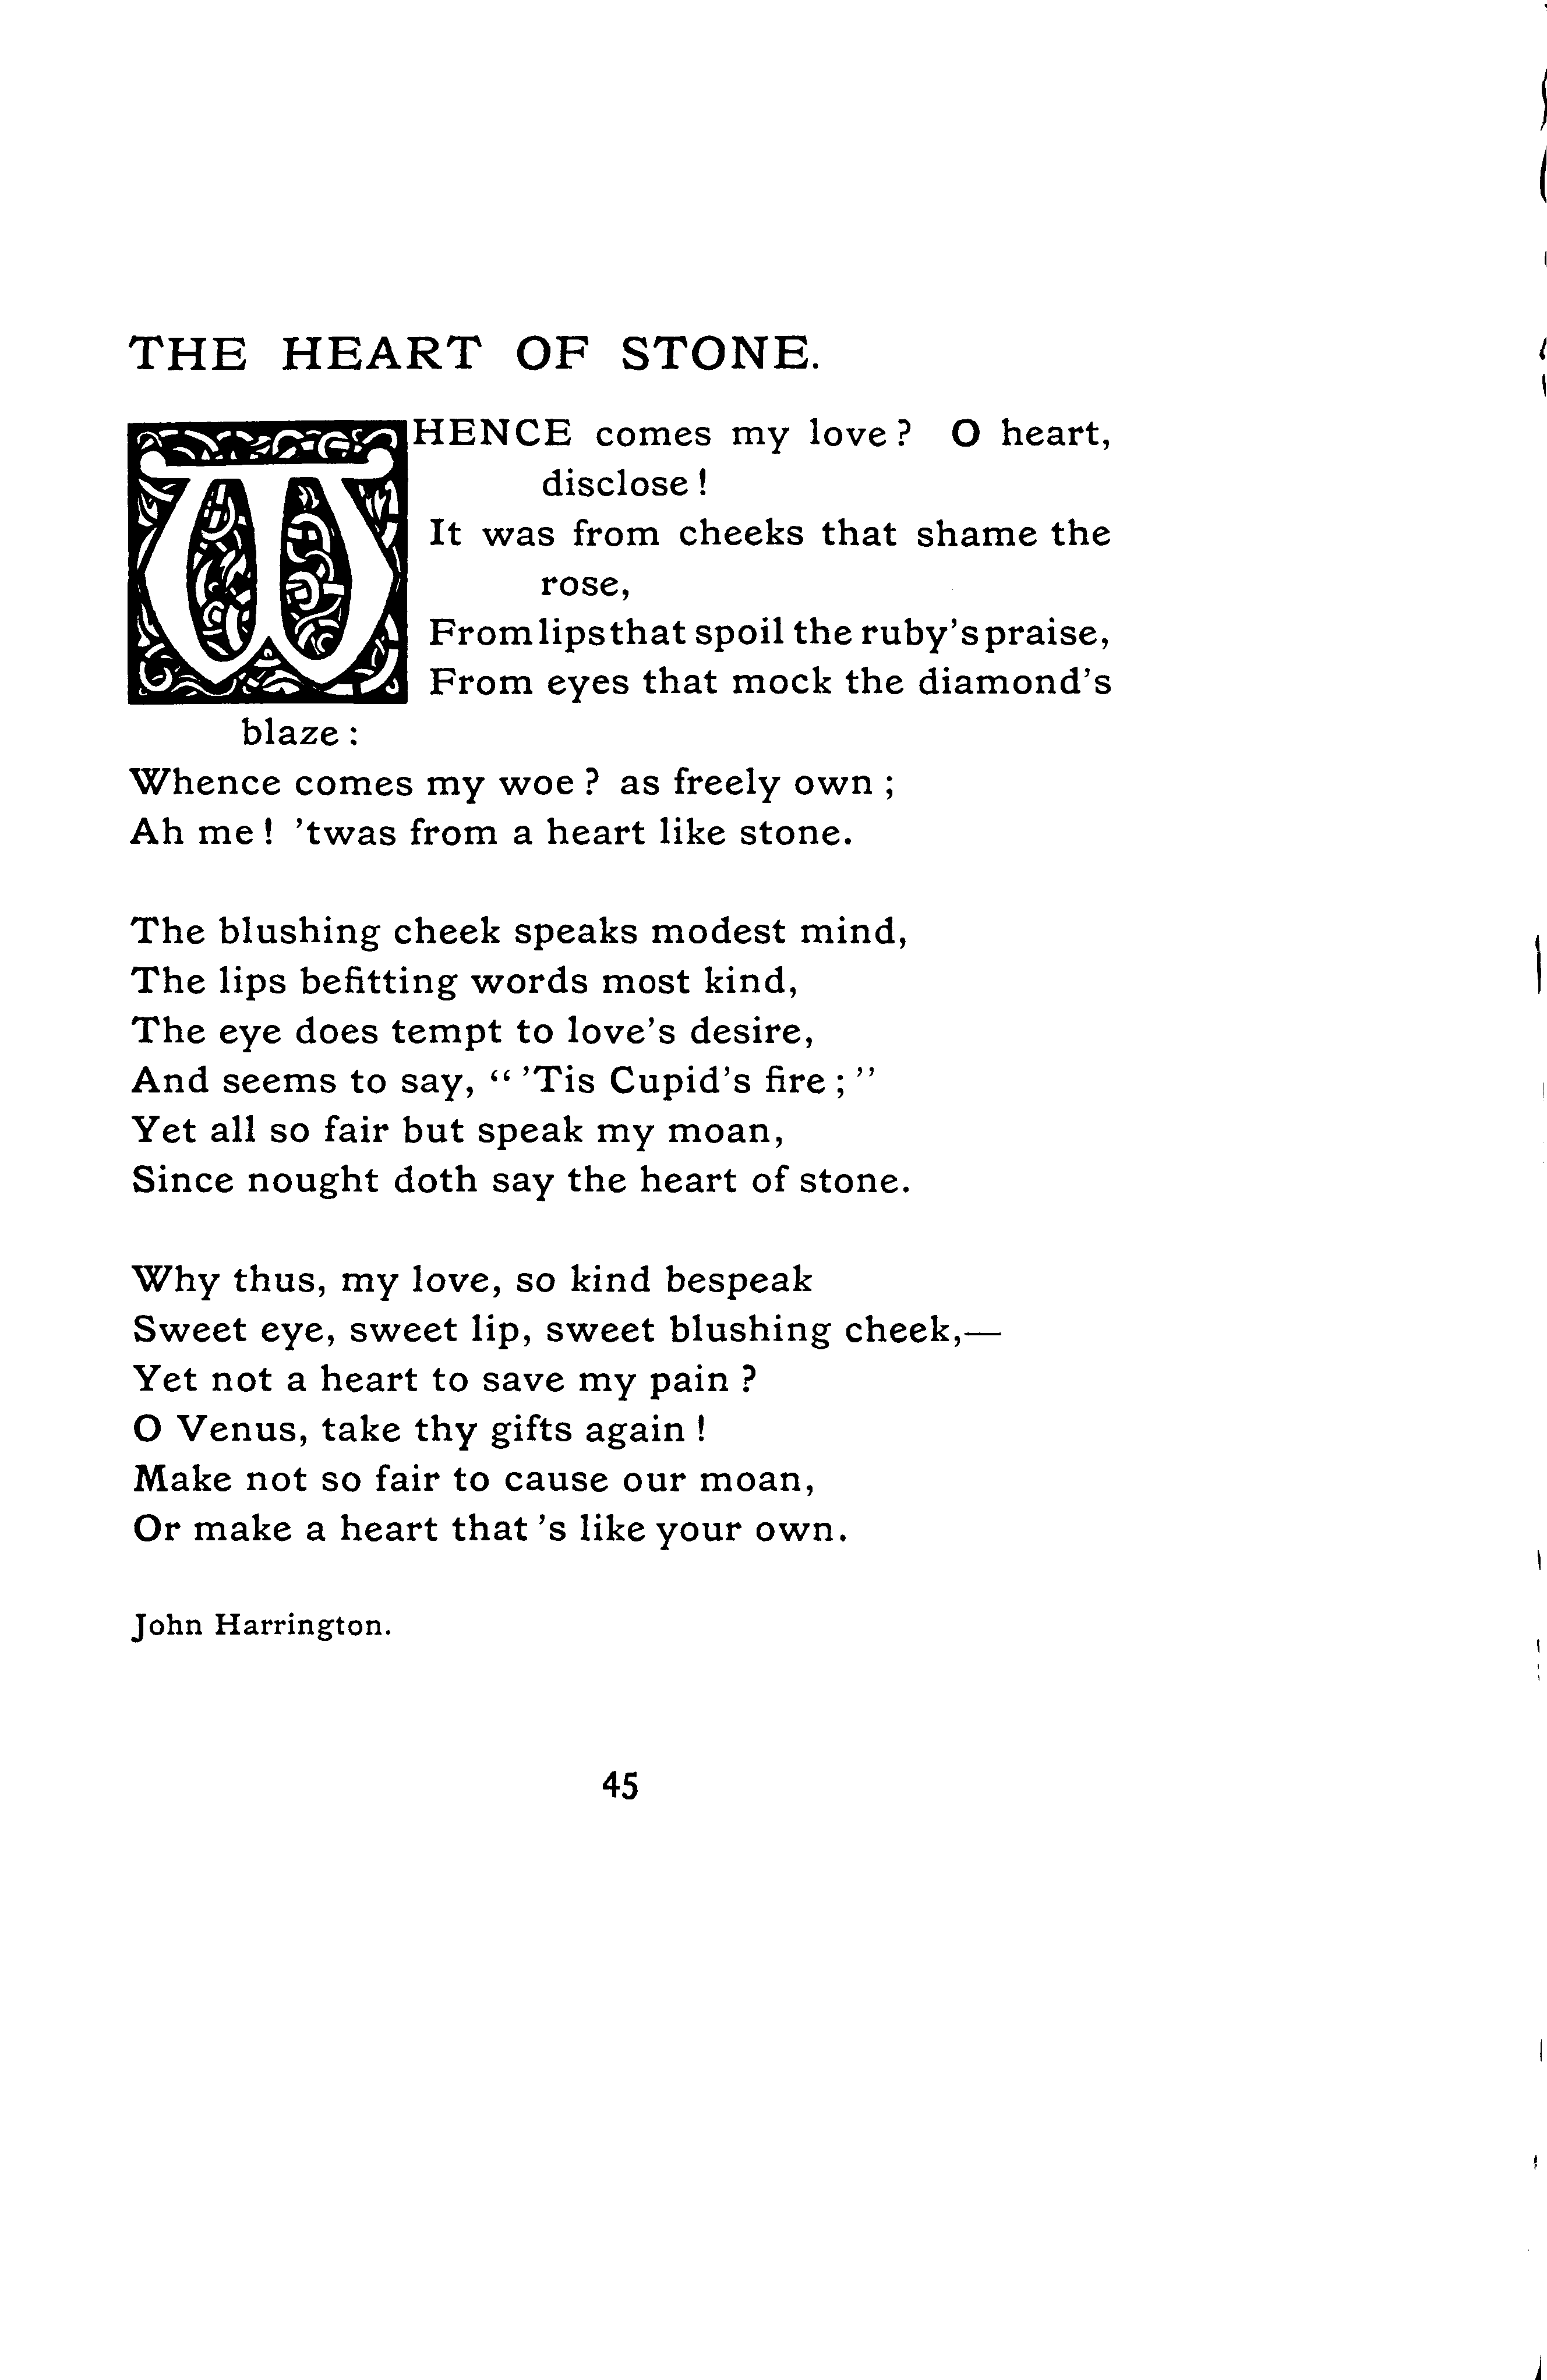 THE HEART OF STONE.
WHENCE comes my love? O heart,
disclose!
It was from cheeks that shame the
rose,
From lips that spoil the ruby's praise,
From eyes that mock the diamond's
blaze:
Whence comes my woe? as freely own;
Ah me! 'twas from a heart like stone.

The blushing cheek speaks modest mind,
The lips befitting words most kind,
The eye does tempt to love's desire,
And seems to say, "'Tis Cupid's fire;"
Yet all so fair but speak my moan,
Since nought doth say the heart of stone.

Why thus, my love, so kind bespeak
Sweet eye, sweet lip, sweet blushing cheek,—
Yet not a heart to save my pain?
O Venus, take thy gifts again!
Make not so fair to cause our moan,
Or make a heart that 's like your own.

John Harrington.

45